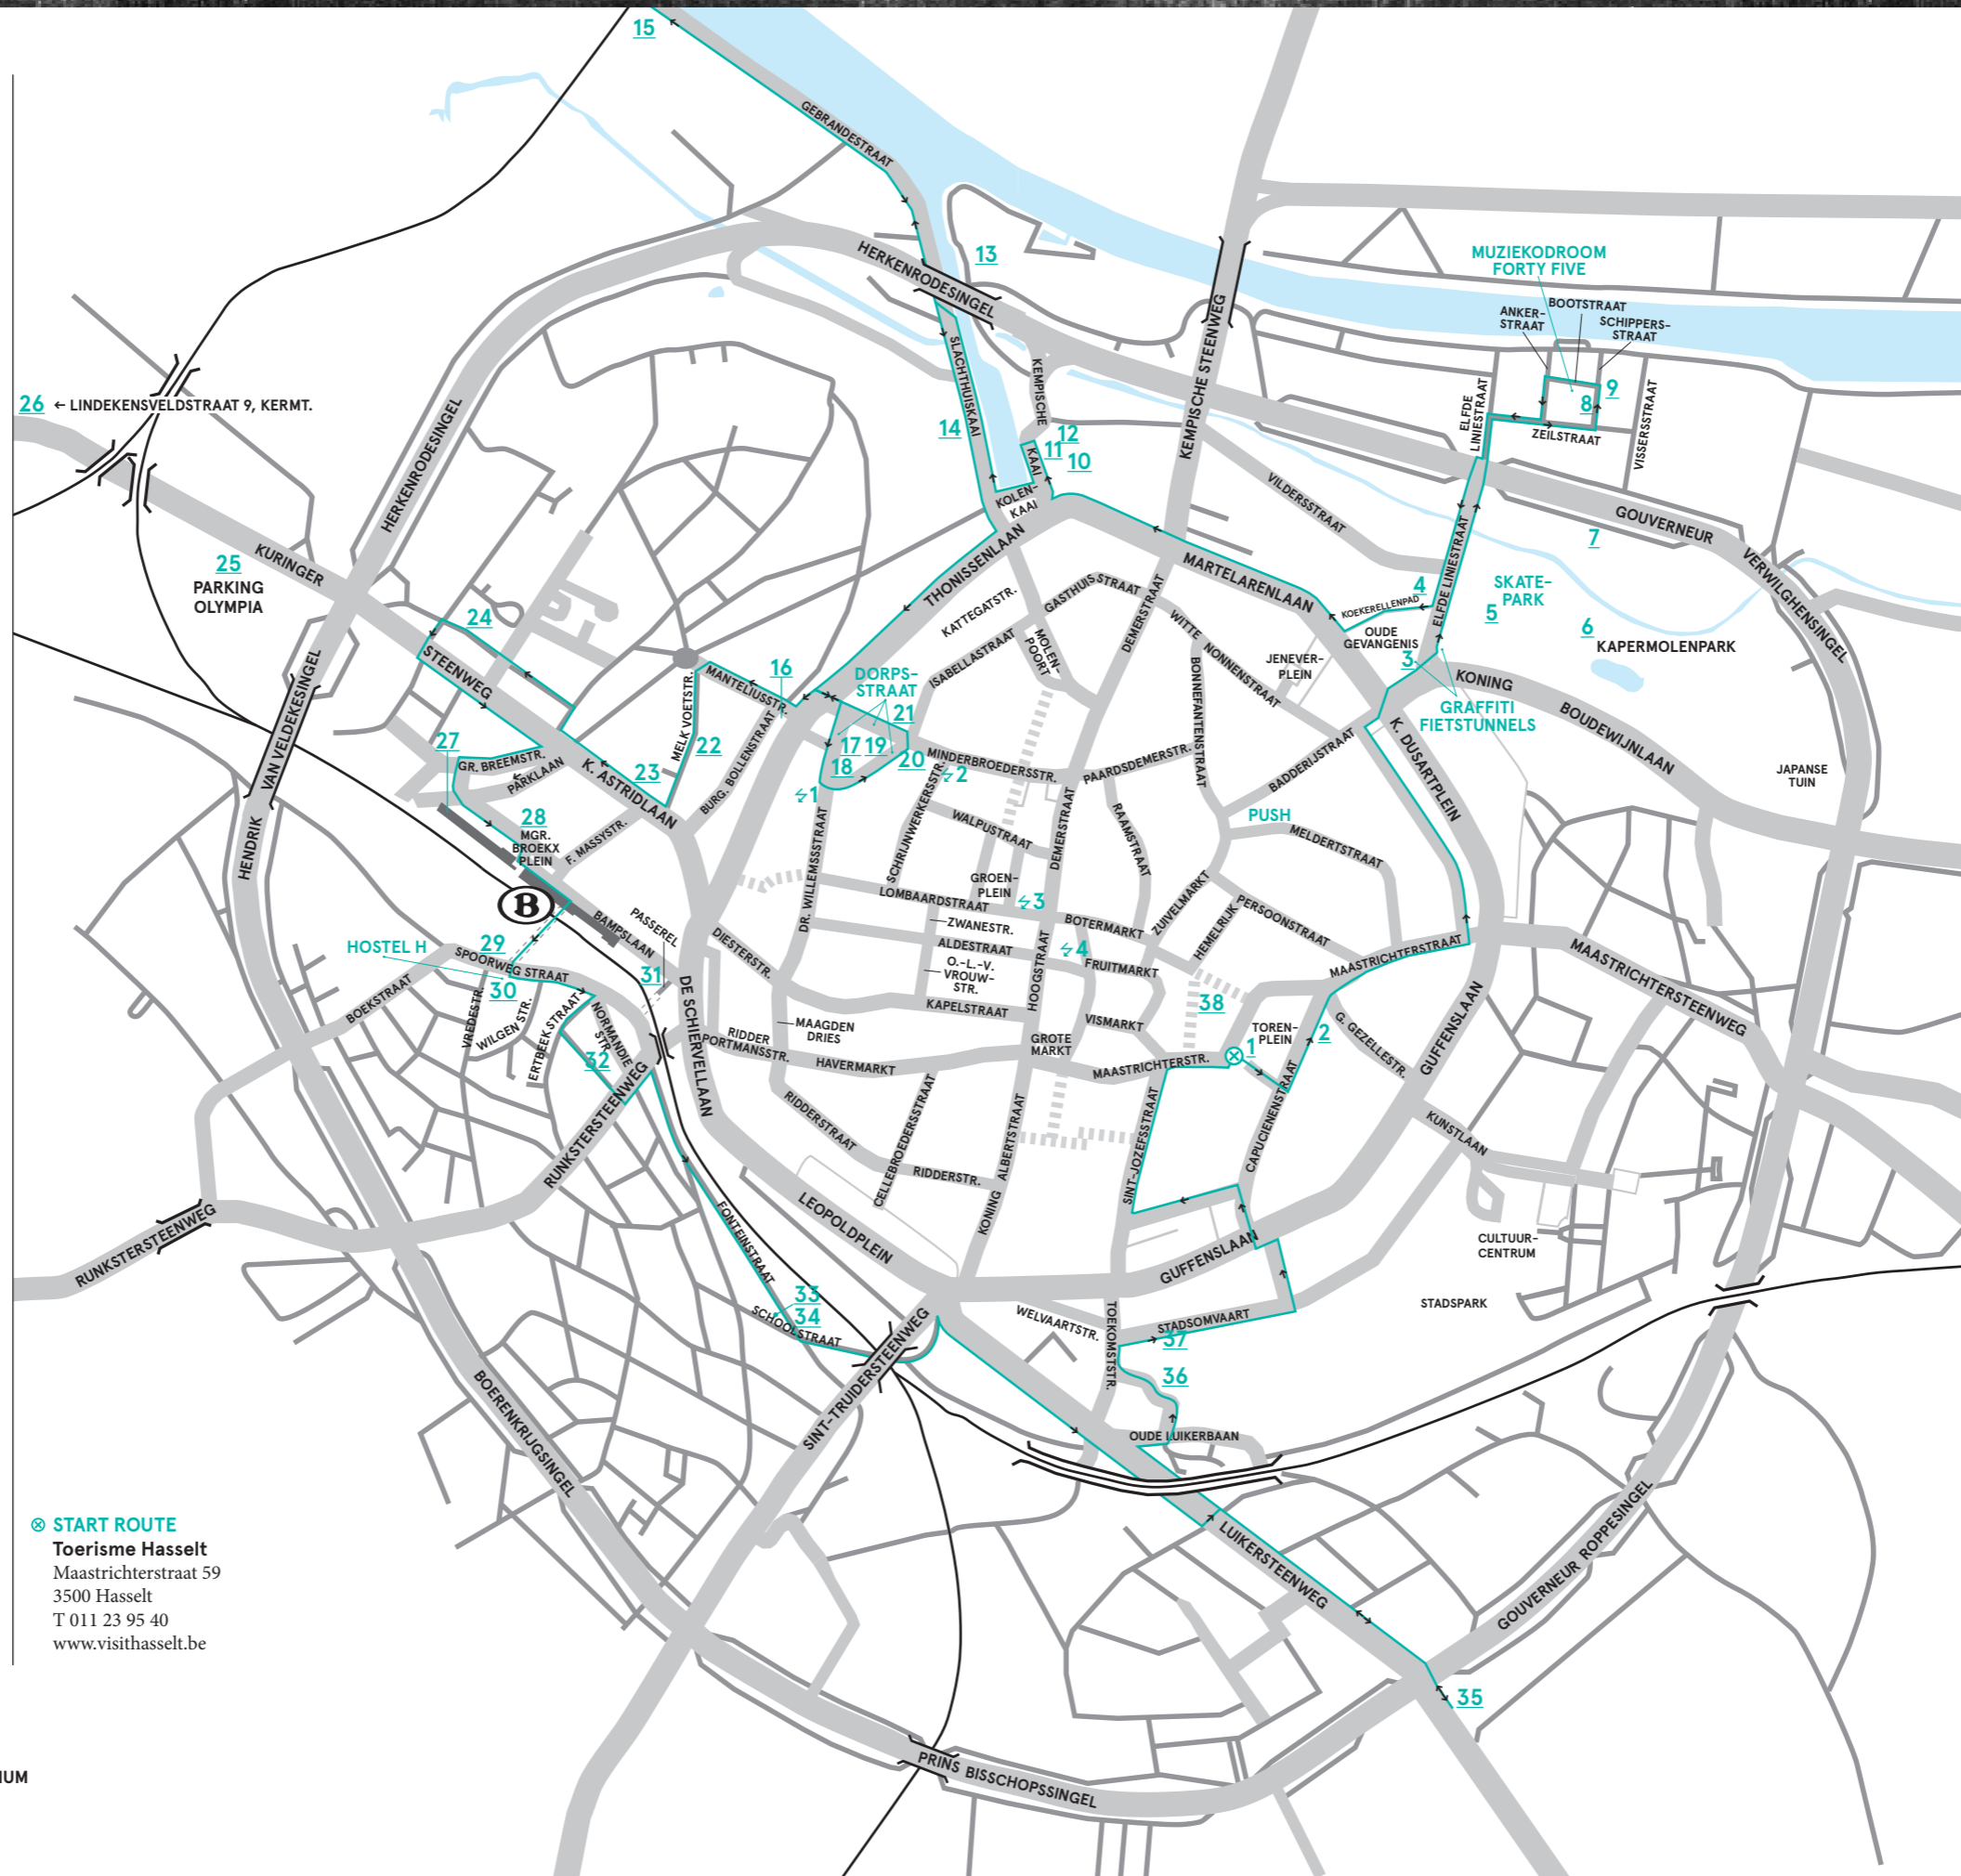 15
GEBRANDESTRAAT
13
HERKENRODESINGEL
MUZIEKODROOM
FORTY FIVE
BOOTSTRAAT
ANKER-
STRAAT
SCHIPPERS-
STRAAT
9
8
ELFDE
LINIESTRAAT
ZEILSTRAAT
VISSERSSTRAAT
KEMPISCHE STEENWEG
SLACHTHUISKAAI
KEMPISCHE
KAAI
14
12
11
10
KOLEN-
KAAI
26 ← LINDEKENSVELDSTRAAT 9, KERMT.
HERKENRODESINGEL
VILDERSSTRAAT
GOUVERNEUR
VERWILGHENSINGEL
7
KURINGER
25
PARKING
OLYMPIA
THONISSENLAAN
MARTELARENLAAN
ELFDE LINIESTRAAT
4
KOEKERELLENPAD
SKATE-
PARK
5
6
KAPERMOLENPARK
OUDE
GEVANGENIS
3
KONING
BOUDEWIJNLAAN
GRAFFITI
FIETSTUNNELS
K. DUSARTPLEIN
JAPANSE
TUIN
KATTEGATSTR.
GASTHUISSTRAAT
ISABELLASTRAAT
MOLEN-
POORT
DEMERSTRAAT
WITTE NONNENSTRAAT
BONNEFANTENSTRAAT
JENEVER-
PLEIN
24
STEENWEG
16
MANTELIUSSTR.
DORPS-
STRAAT
21
17 19
18
20
MELK VOETSTR.
22
23
BURG. BOLLENSTRAAT
1
2
MINDERBROEDERSSTR.
PAARDSDEMERSTR.
BADDERIJSTRAAT
HENDRIK
VAN VELDEKESINGEL
27
GR. BREEMSTR.
PARKLAAN
K. ASTRIDLAAN
28
MGR.
BROEKX
PLEIN
F. MASSYSTR.
B
BAMPSLAAN
PASSEREL
31
DE SCHIERVELLAAN
DR. WILLEMSSTRAAT
SCHRIJNWERKERSSTR.
WALPUTSTRAAT
DEMERSTRAAT
RAAMSTRAAT
PUSH
MELDERTSTRAAT
GROEN-
PLEIN
3
LOMBAARDSTRAAT
ZWANESTR.
BOTERMARKT
ZUIVELMARKT
HEMELRIJK
PERSOONSTRAAT
ALDESTRAAT
4
FRUITMARKT
O.-L.-V.
VROUW-
STR.
DIESTERSTR.
HOOGSTRAAT
MAASTRICHTERSTRAAT
MAASTRICHTERSTEENWEG
HOSTEL H
29
SPOORWEG STRAAT
30
BOEKSTRAAT
VREDESTR.
WILGEN STR.
ERTBEEK STRAAT
NORMANDIE
STR.
32
RUNKSTERSTEENWEG
KAPELSTRAAT
38
MAAGDEN
DRIES
RIDDER
PORTMANSSTR.
HAVERMARKT
GROTE
MARKT
VISMARKT
MAASTRICHTERSTR.
1
TOREN-
PLEIN
2
G. GEZELLESTR.
GUFFENSLAAN
RIDDERSTRAAT
RIDDERSTR.
CELLEBROEDERSSTRAAT
KONING ALBERTSTRAAT
SINT-JOZEFSSTRAAT
CAPUCIENENSTRAAT
KUNSTLAAN
RUNKSTERSTEENWEG
LEOPOLDPLEIN
GUFFENSLAAN
CULTUUR-
CENTRUM
STADSPARK
FONTEINSTRAAT
33
34
SCHOOLSTRAAT
SINT-TRUIDERSTEENWEG
WELVAARTSTR.
TOEKOMSTSTR.
STADSOMVAART
37
36
OUDE LUIKERBAAN
BOERENKRIJGSINGEL
LUIKERSTEENWEG
GOUVERNEUR ROPPESINGEL
35
PRINS BISSCHOPSSINGEL
⊗ START ROUTE
Toerisme Hasselt
Maastrichterstraat 59
3500 Hasselt
T 011 23 95 40
www.visithasselt.be